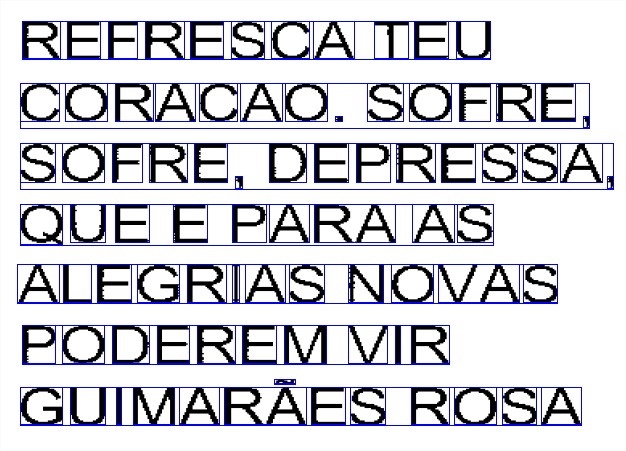 REFRESCA TEU
CORACAO. SOFRE,
SOFRE, DEPRESSA,
QUE E PARA AS
ALEGRIAS NOVAS
PODEREM VIR
GUIMARÃES ROSA